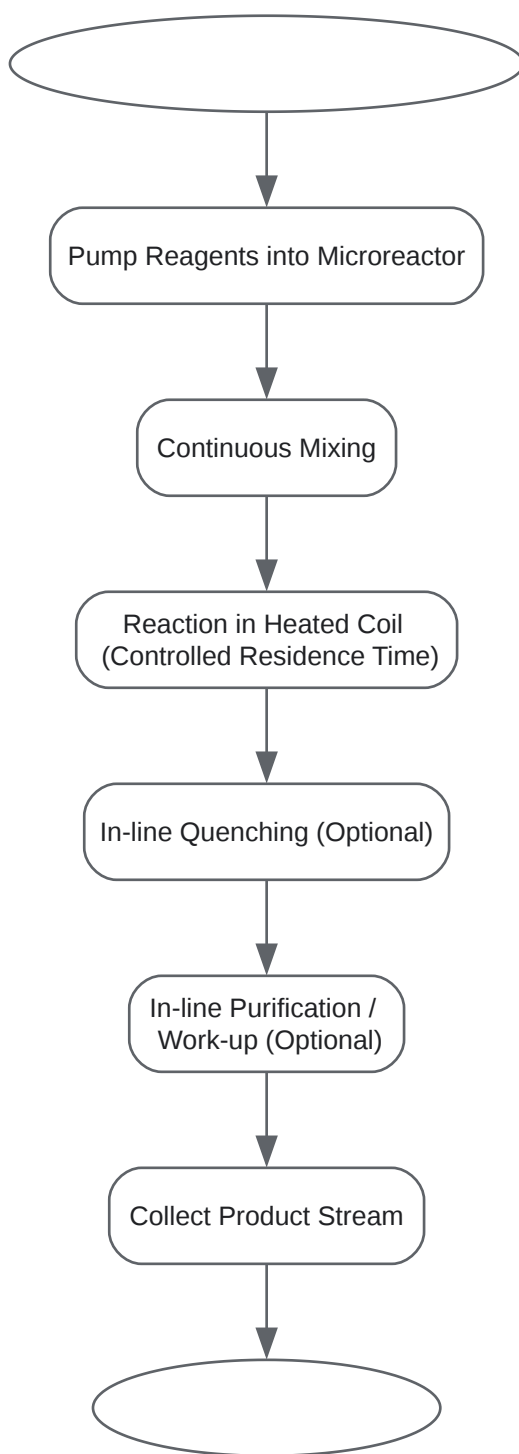 Pump Reagents into Microreactor
Continuous Mixing
Reaction in Heated Coil
(Controlled Residence Time)
In-line Quenching (Optional)
In-line Purification /
Work-up (Optional)
Collect Product Stream